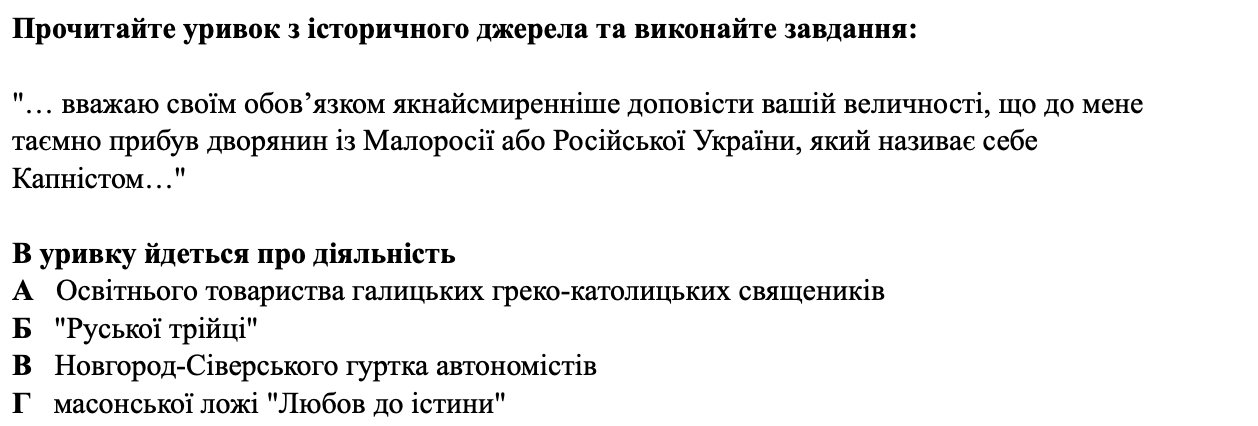 Прочитайте уривок з історичного джерела та виконайте завдання:
"… вважаю своїм обов’язком якнайсмиренніше доповісти вашій величності, що до мене
таємно прибув дворянин із Малоросії або Російської України, який називає себе
Капністом…"
В уривку йдеться про діяльність
А Освітнього товариства галицьких греко-католицьких священиків
Б "Руської трійці"
В Новгород-Сіверського гуртка автономістів
Г масонської ложі "Любов до істини"